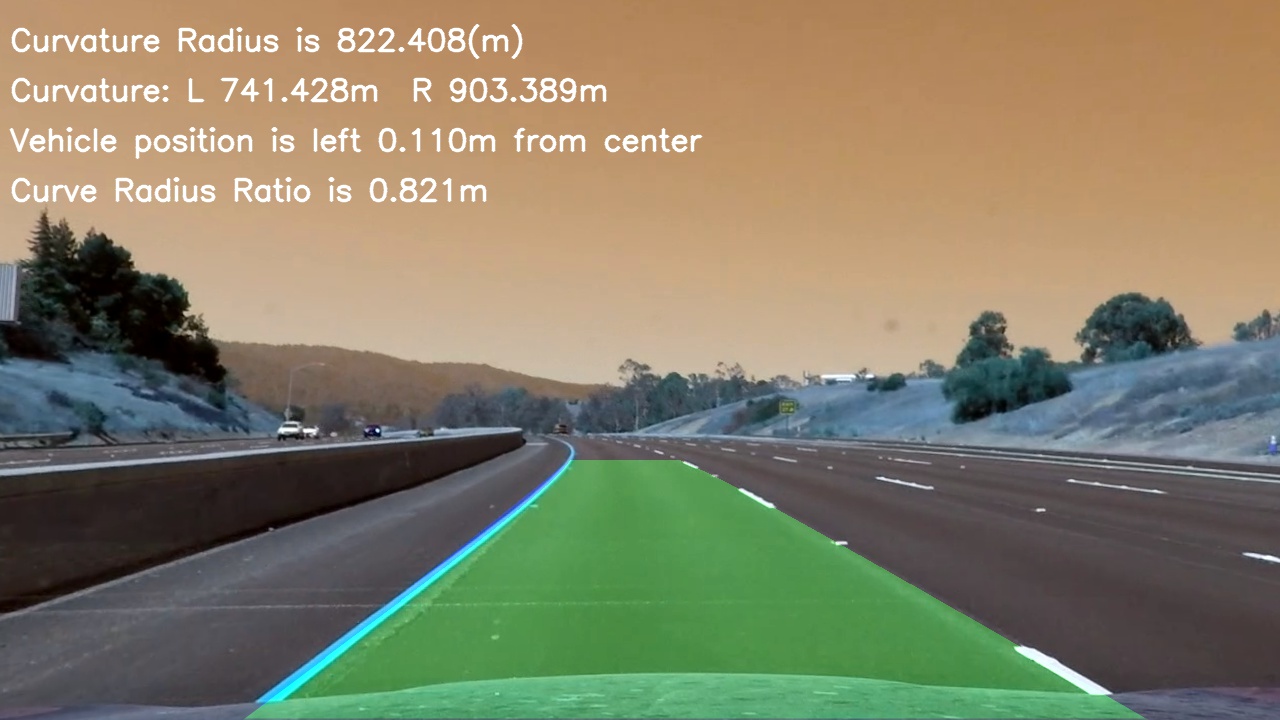 Curvature Radius is 822.408(m)
Curvature: L 741.428m R 903.389m
Vehicle position is left 0.110m from center
Curve Radius Ratio is 0.821m